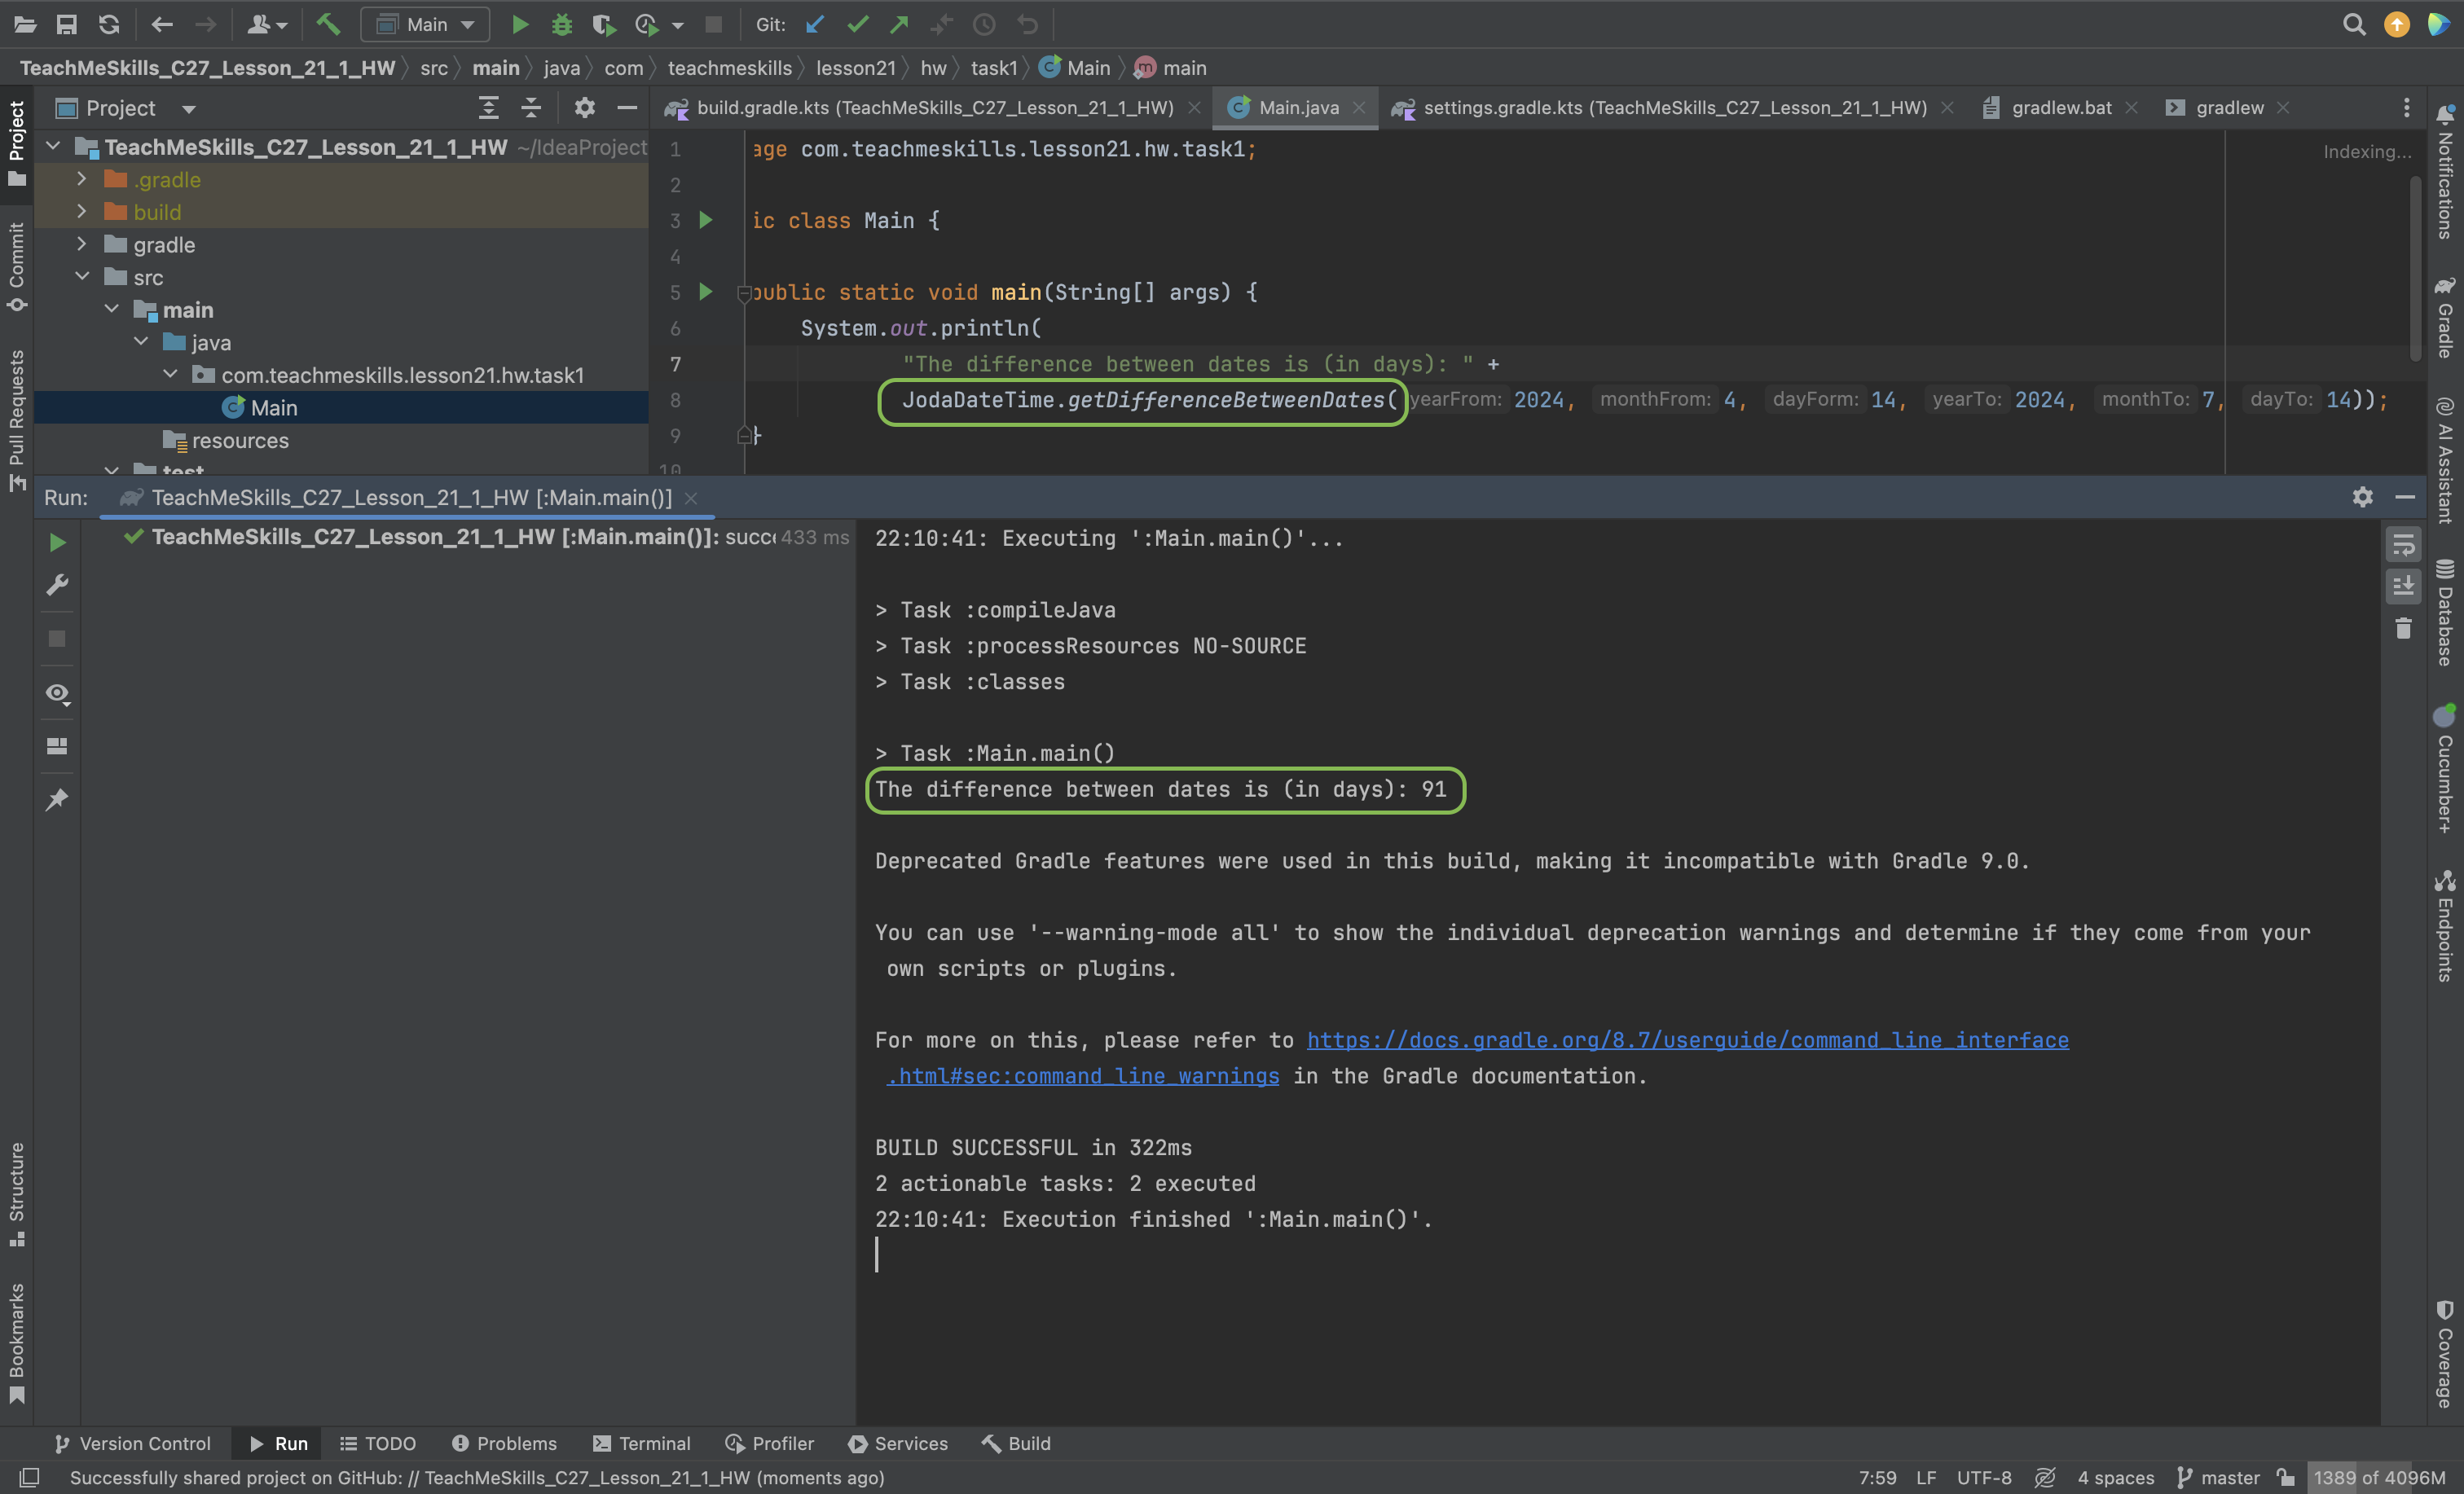 Main
Git:
TeachMeSkills_C27_Lesson_21_1_HW 〉 src 〉 main 〉 java 〉 com 〉 teachmeskills 〉 lesson21 〉 hw 〉 task1 〉 Main 〉 main
Project
build.gradle.kts (TeachMeSkills_C27_Lesson_21_1_HW)
Main.java
settings.gradle.kts (TeachMeSkills_C27_Lesson_21_1_HW)
gradlew.bat
gradlew
TeachMeSkills_C27_Lesson_21_1_HW ~/IdeaProject
.gradle
build
gradle
src
main
java
com.teachmeskills.lesson21.hw.task1
Main
resources
test
Indexing...
1 age com.teachmeskills.lesson21.hw.task1;
2
3 ic class Main {
4
5 public static void main(String[] args) {
6 System.out.println(
7 "The difference between dates is (in days): " +
8 JodaDateTime.getDifferenceBetweenDates( yearFrom: 2024, monthFrom: 4, dayForm: 14, yearTo: 2024, monthTo: 7, dayTo: 14));
9 }
10
Run: TeachMeSkills_C27_Lesson_21_1_HW [:Main.main()]
TeachMeSkills_C27_Lesson_21_1_HW [:Main.main()]: succ 433 ms
22:10:41: Executing ':Main.main()'...
> Task :compileJava
> Task :processResources NO-SOURCE
> Task :classes
> Task :Main.main()
The difference between dates is (in days): 91
Deprecated Gradle features were used in this build, making it incompatible with Gradle 9.0.
You can use '--warning-mode all' to show the individual deprecation warnings and determine if they come from your
own scripts or plugins.
For more on this, please refer to https://docs.gradle.org/8.7/userguide/command_line_interface
.html#sec:command_line_warnings in the Gradle documentation.
BUILD SUCCESSFUL in 322ms
2 actionable tasks: 2 executed
22:10:41: Execution finished ':Main.main()'.
Project
Commit
Pull Requests
Structure
Bookmarks
Notifications
Gradle
AI Assistant
Database
Cucumber+
Endpoints
Coverage
Version Control
Run
TODO
Problems
Terminal
Profiler
Services
Build
Successfully shared project on GitHub: // TeachMeSkills_C27_Lesson_21_1_HW (moments ago)
7:59 LF UTF-8 4 spaces master 1389 of 4096M